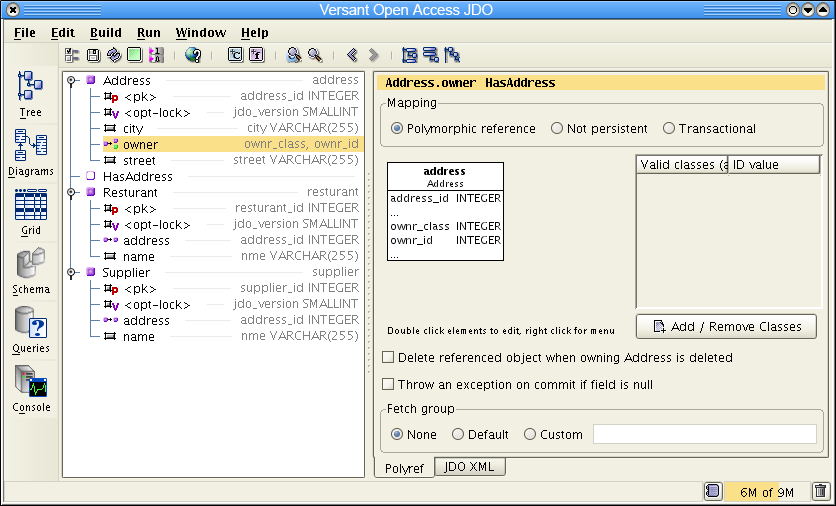 Versant Open Access JDO
File Edit Build Run Window Help
Tree
Diagrams
Grid
Schema
Queries
Console
Address address
<pk> address_id INTEGER
<opt-lock> jdo_version SMALLINT
city city VARCHAR(255)
owner ownr_class, ownr_id
street street VARCHAR(255)
HasAddress
Resturant resturant
<pk> resturant_id INTEGER
<opt-lock> jdo_version SMALLINT
address address_id INTEGER
name nme VARCHAR(255)
Supplier supplier
<pk> supplier_id INTEGER
<opt-lock> jdo_version SMALLINT
address address_id INTEGER
name nme VARCHAR(255)
Address.owner HasAddress
Mapping
Polymorphic reference Not persistent Transactional
address
Address
address_id INTEGER
...
ownr_class INTEGER
ownr_id INTEGER
...
Valid classes (a ID value
Double click elements to edit, right click for menu
Add / Remove Classes
Delete referenced object when owning Address is deleted
Throw an exception on commit if field is null
Fetch group
None Default Custom
Polyref JDO XML
6M of 9M